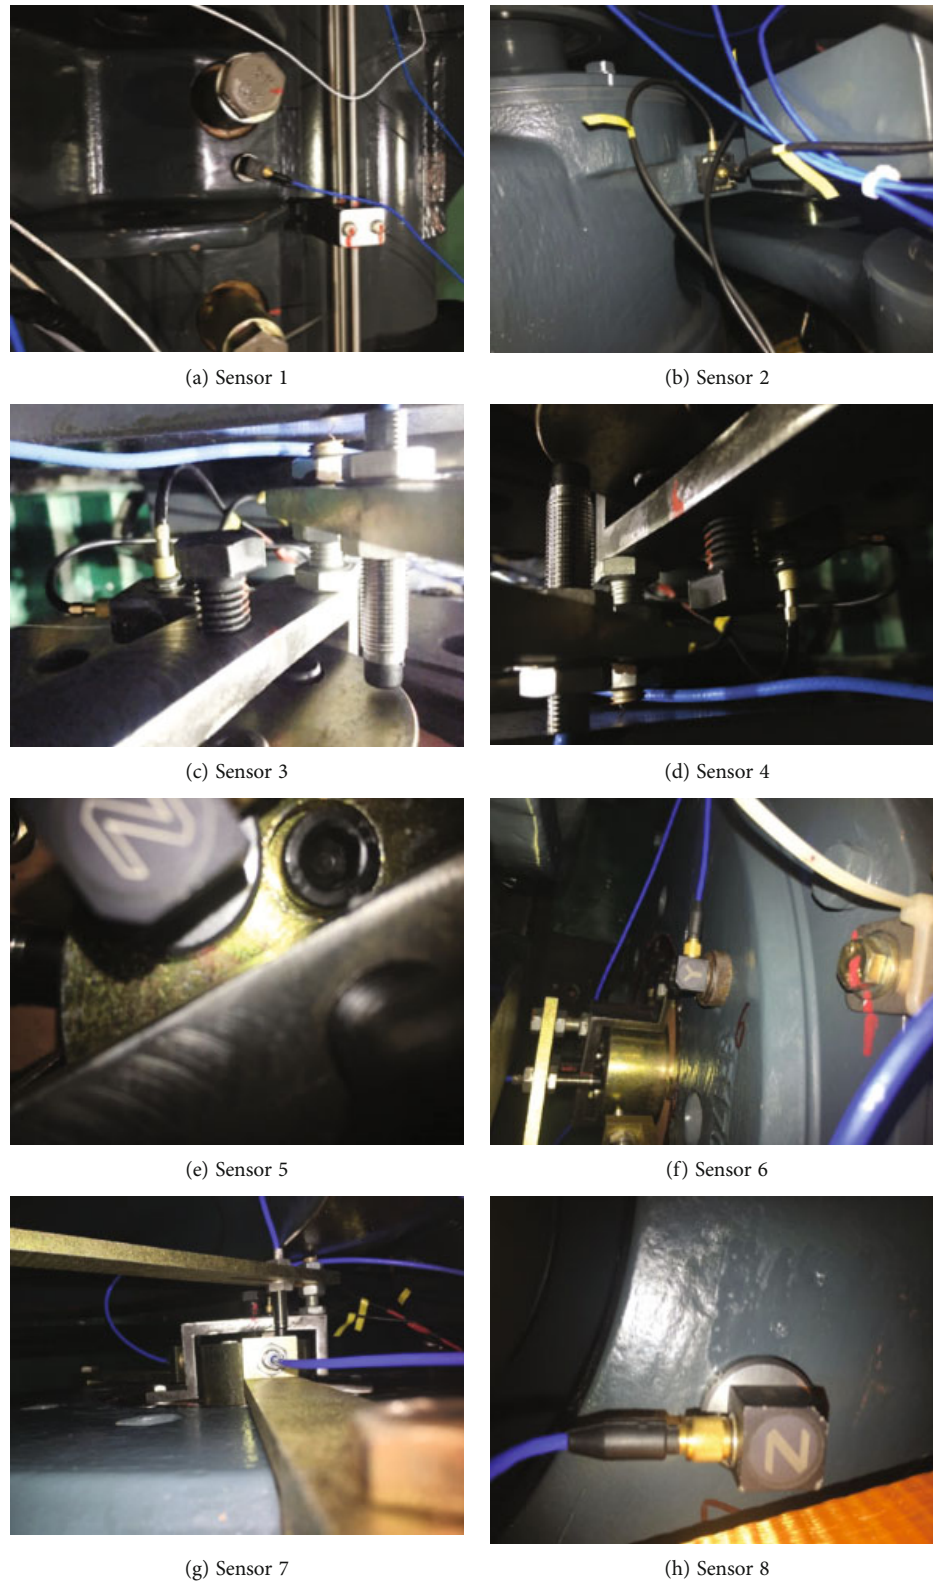 (a) Sensor 1
(b) Sensor 2
(c) Sensor 3
(d) Sensor 4
N
(e) Sensor 5
Y
(f) Sensor 6
(g) Sensor 7
N
(h) Sensor 8